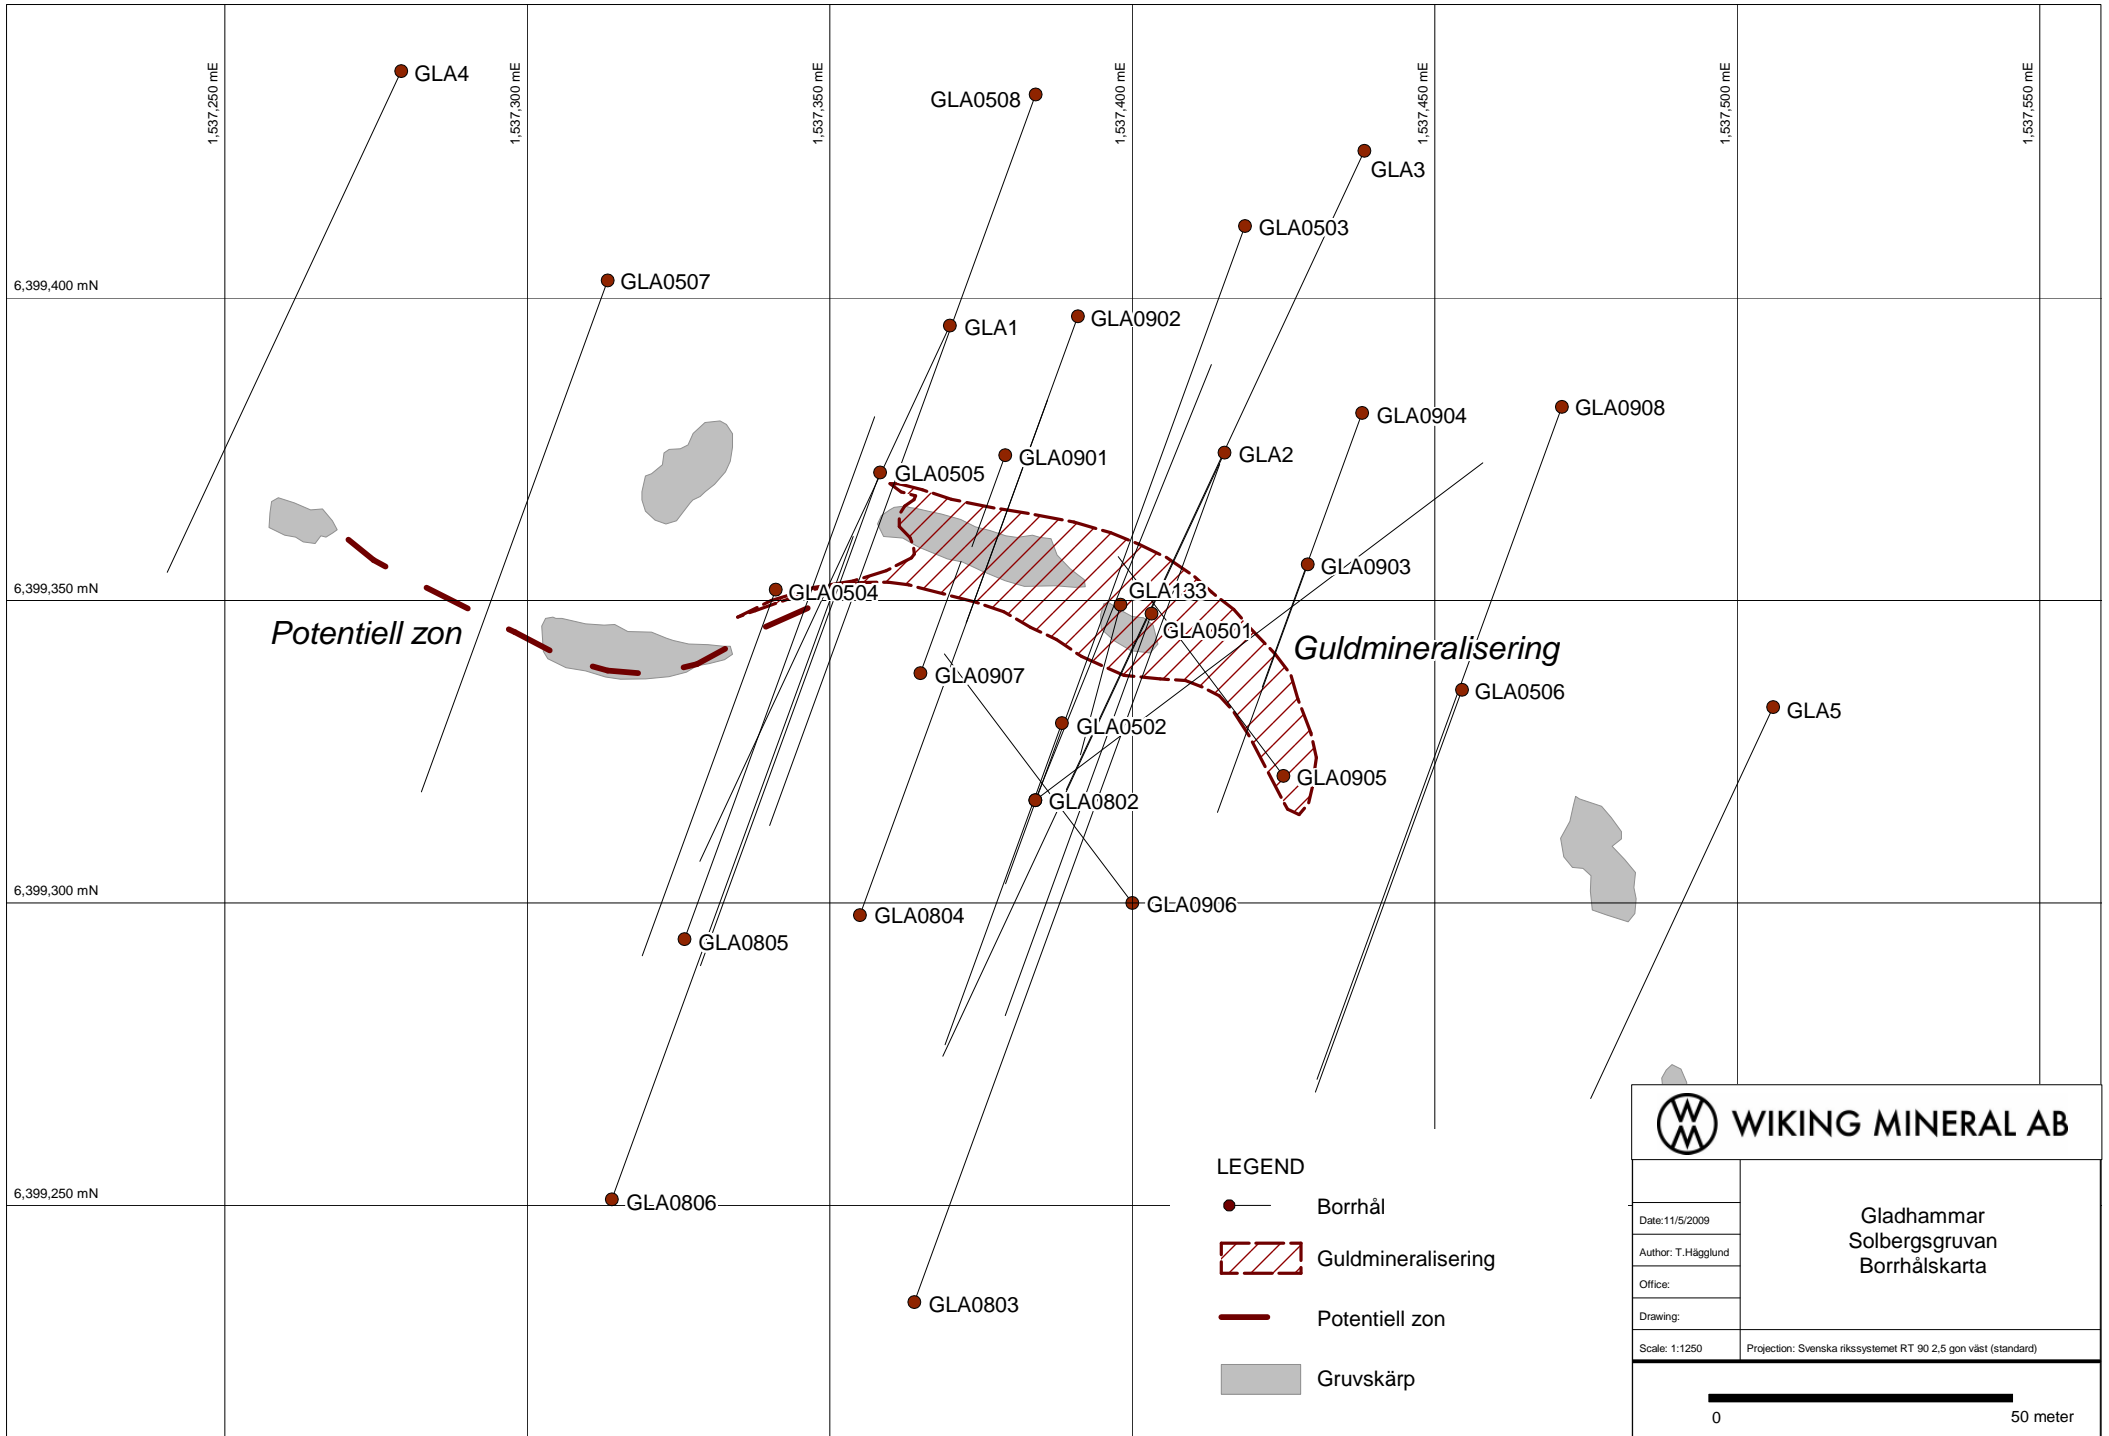 1,537,250 mE
1,537,300 mE
1,537,350 mE
1,537,400 mE
1,537,450 mE
1,537,500 mE
1,537,550 mE
GLA4
GLA0508
GLA3
GLA0503
GLA0507
6,399,400 mN
GLA0902
GLA1
GLA0904
GLA0908
GLA0901
GLA2
GLA0505
GLA0903
GLA0504
GLA133
6,399,350 mN
GLA0501
Potentiell zon
Guldmineralisering
GLA0907
GLA0506
GLA5
GLA0502
GLA0905
GLA0802
6,399,300 mN
GLA0906
GLA0804
GLA0805
6,399,250 mN
GLA0806
GLA0803
LEGEND
Borrhål
Guldmineralisering
Potentiell zon
Gruvskärp
WM
WIKING MINERAL AB
Gladhammar
Solbergsgruvan
Borrhålskarta
Date:11/5/2009
Author: T.Hägglund
Office:
Drawing:
Scale: 1:1250
Projection: Svenska rikssystemet RT 90 2,5 gon väst (standard)
0
50 meter